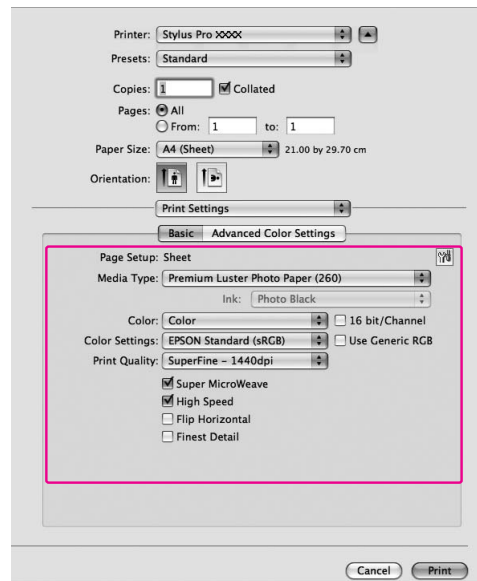 Printer: Stylus Pro XXXX
Presets: Standard
Copies: 1 Collated
Pages: All
From: 1 to: 1
Paper Size: A4 (Sheet) 21.00 by 29.70 cm
Orientation:
Print Settings
Basic Advanced Color Settings
Page Setup: Sheet
Media Type: Premium Luster Photo Paper (260)
Ink: Photo Black
Color: Color 16 bit/Channel
Color Settings: EPSON Standard (sRGB) Use Generic RGB
Print Quality: SuperFine – 1440dpi
Super MicroWeave
High Speed
Flip Horizontal
Finest Detail
Cancel Print